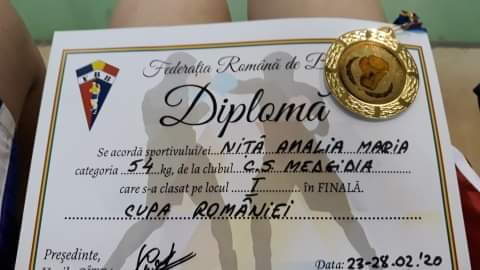 FRB
Federația Română de
Diplomă
Se acordă sportivului/ei NIȚĂ AMALIA MARIA
categoria 54 kg, de la clubul C.S MEDGIDIA
care s-a clasat pe locul I în FINALĂ.
CUPA ROMÂNIEI
Președinte,
Data: 23-28.02.'20